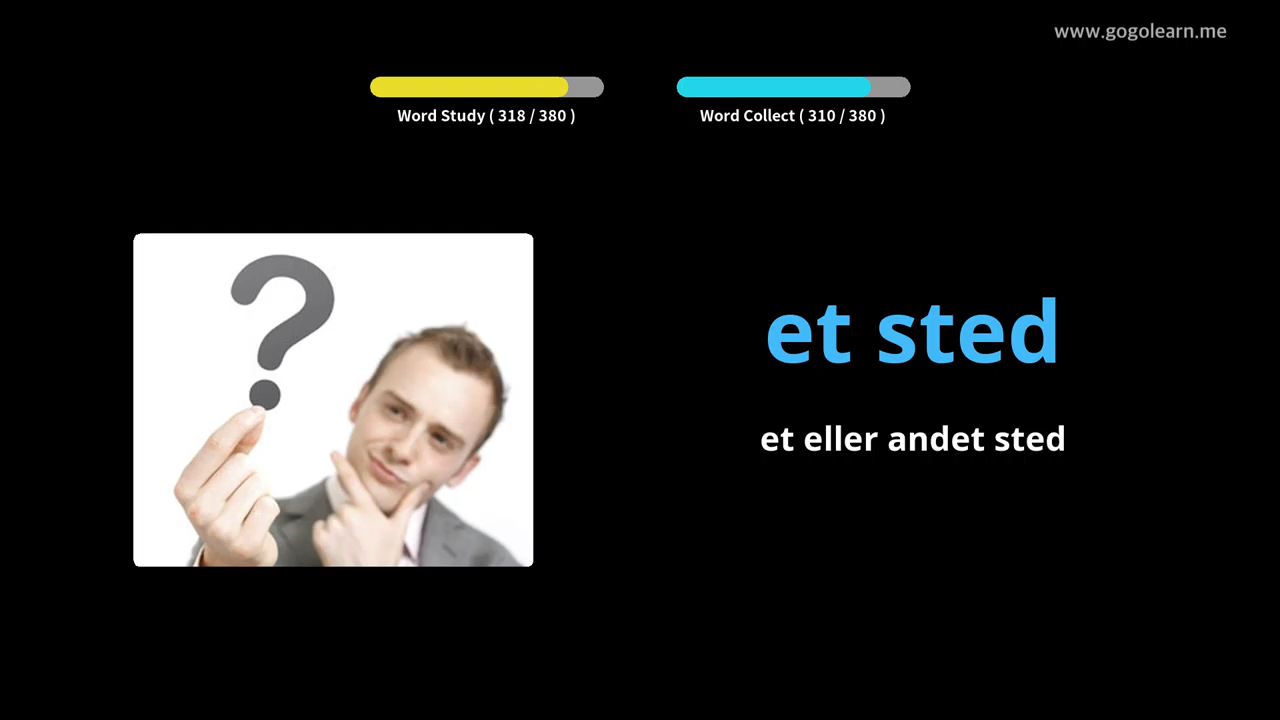 www.gogolearn.me
Word Study ( 318 / 380 )
Word Collect ( 310 / 380 )
et sted
et eller andet sted